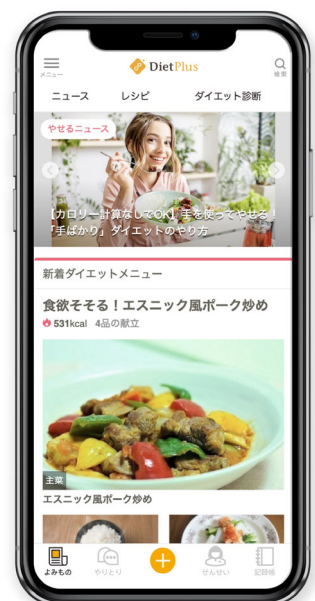 DietPlus
メニュー
検索
ニュース レシピ ダイエット診断
やせるニュース
【カロリー計算なしでOK】手を使ってやせる!
「手ばかり」ダイエットのやり方
新着ダイエットメニュー
食欲そそる!エスニック風ポーク炒め
531kcal 4品の献立
主菜
エスニック風ポーク炒め
よみもの
やりとり
せんせい
記録帳